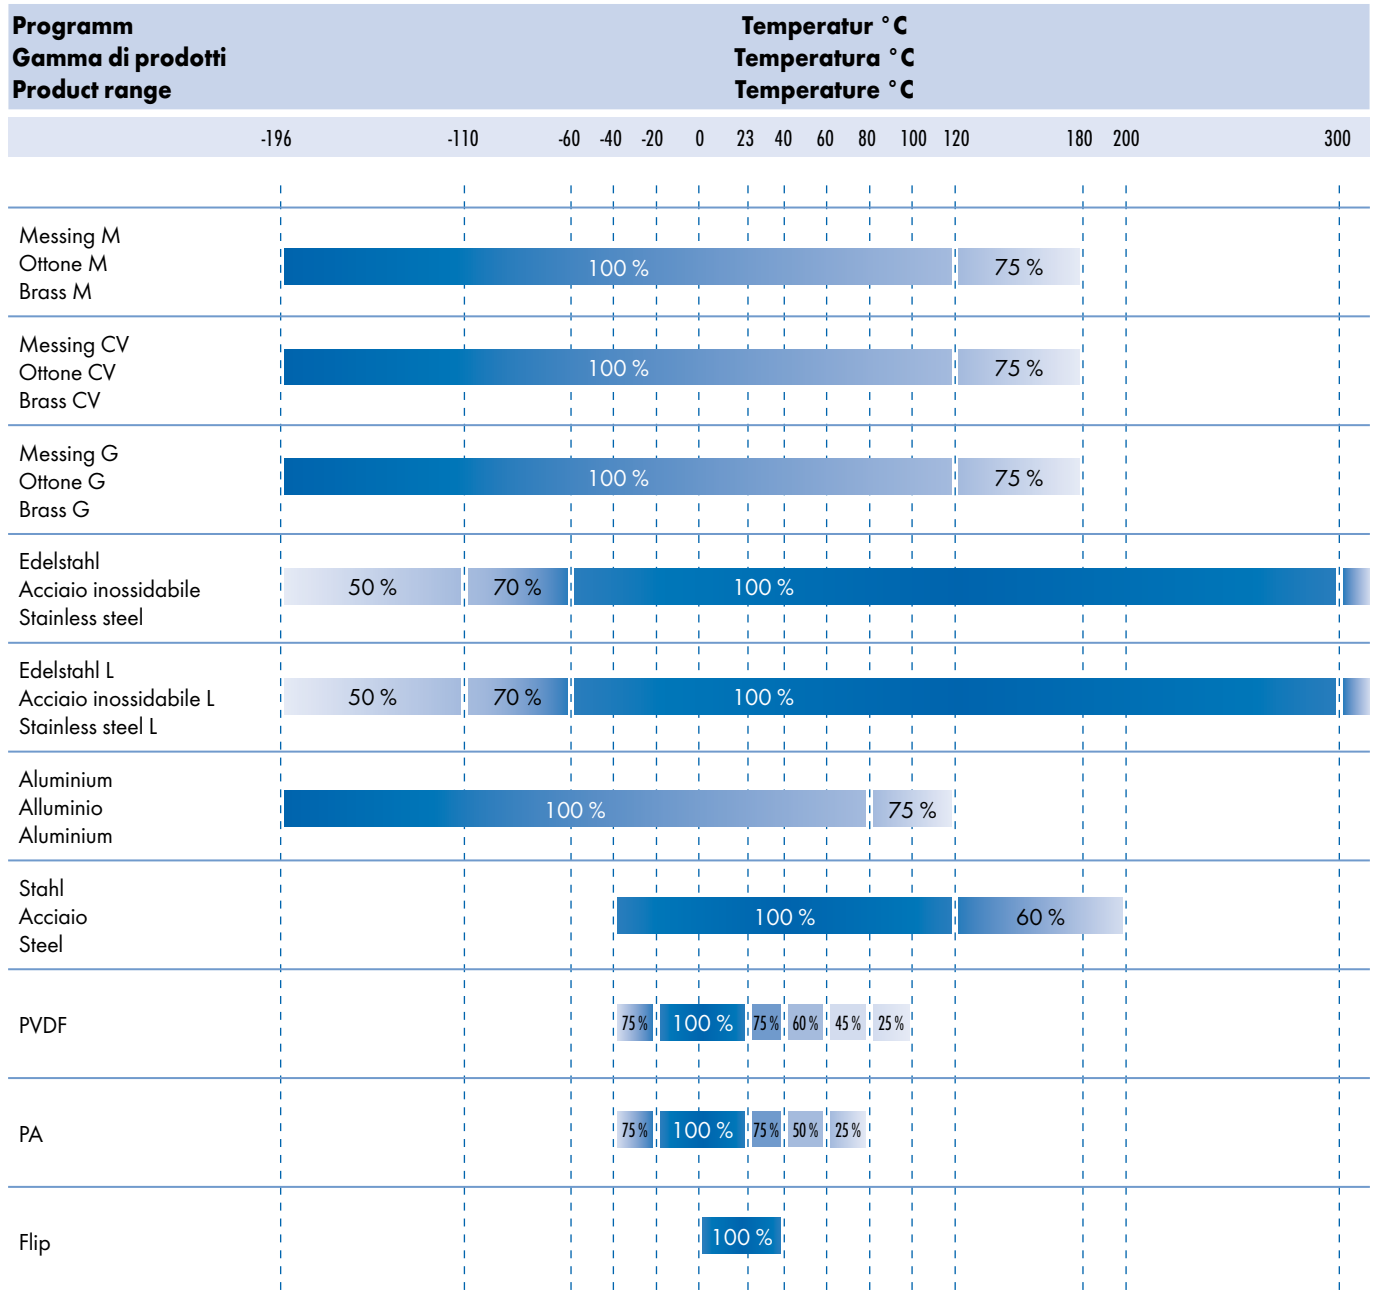 Programm
Gamma di prodotti
Product range
Temperatur °C
Temperatura °C
Temperature °C
-196 -110 -60 -40 -20 0 23 40 60 80 100 120 180 200 300
Messing M
Ottone M
Brass M
100 % 75 %
Messing CV
Ottone CV
Brass CV
100 % 75 %
Messing G
Ottone G
Brass G
100 % 75 %
Edelstahl
Acciaio inossidabile
Stainless steel
50 % 70 % 100 %
Edelstahl L
Acciaio inossidabile L
Stainless steel L
50 % 70 % 100 %
Aluminium
Alluminio
Aluminium
100 % 75 %
Stahl
Acciaio
Steel
100 % 60 %
PVDF
75 % 100 % 75 % 60 % 45 % 25 %
PA
75 % 100 % 75 % 50 % 25 %
Flip
100 %